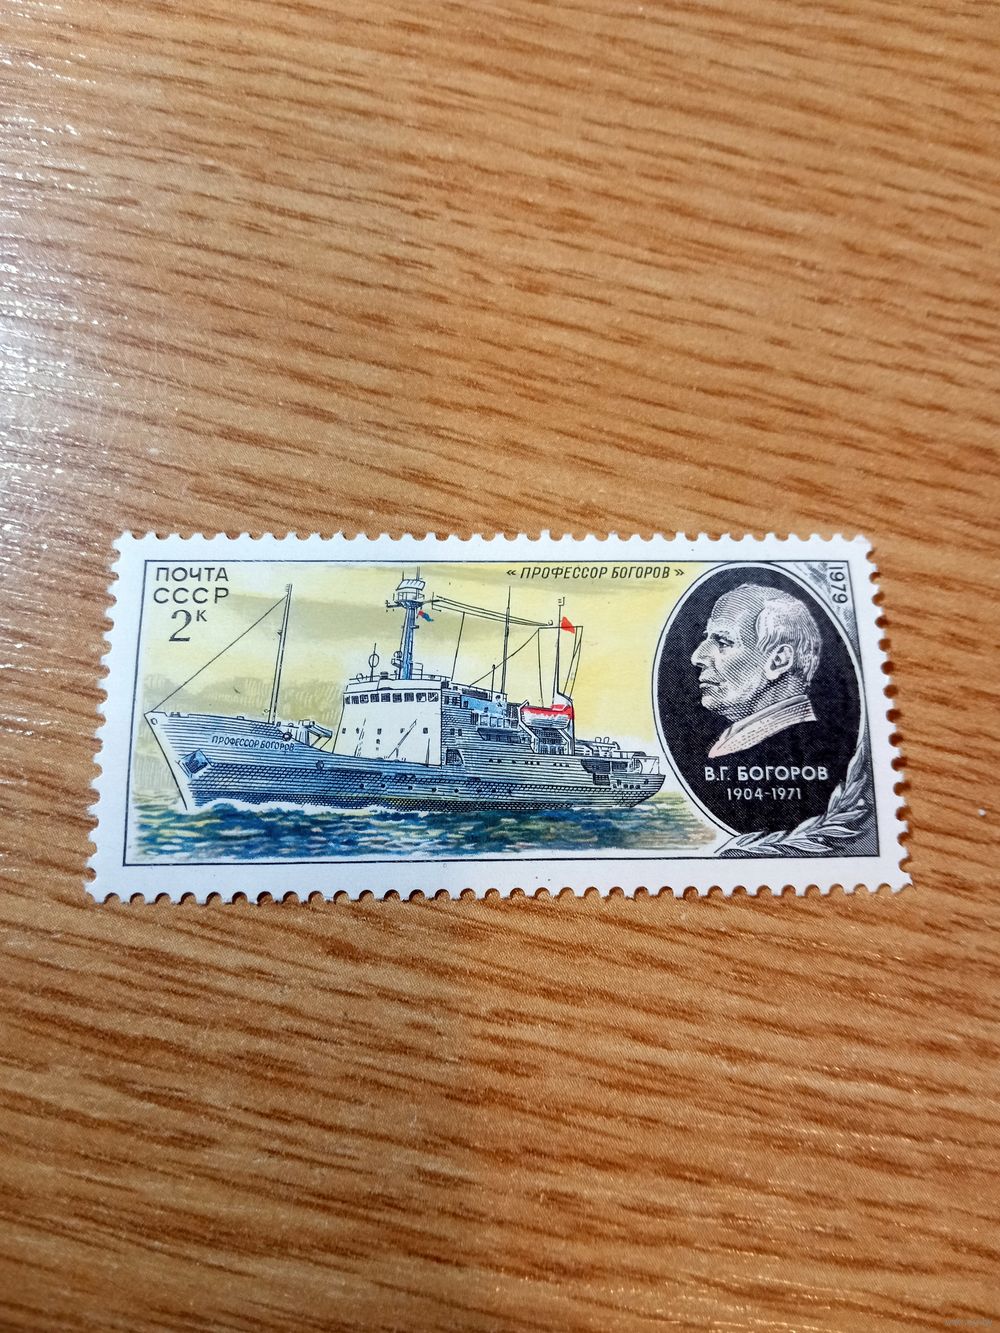 ПОЧТА
СССР
2к
« ПРОФЕССОР БОГОРОВ »
1979
ПРОФЕССОР БОГОРОВ
В.Г. БОГОРОВ
1904-1971